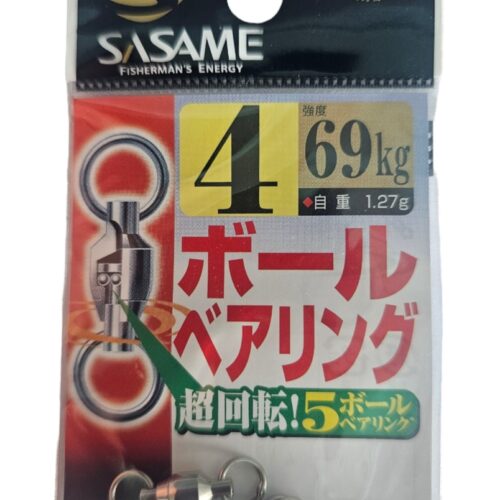 SASAME
FISHERMAN'S ENERGY
4
強度
69kg
◆自重 1.27g
ボール
ベアリング
超回転!5ボール
ベアリング